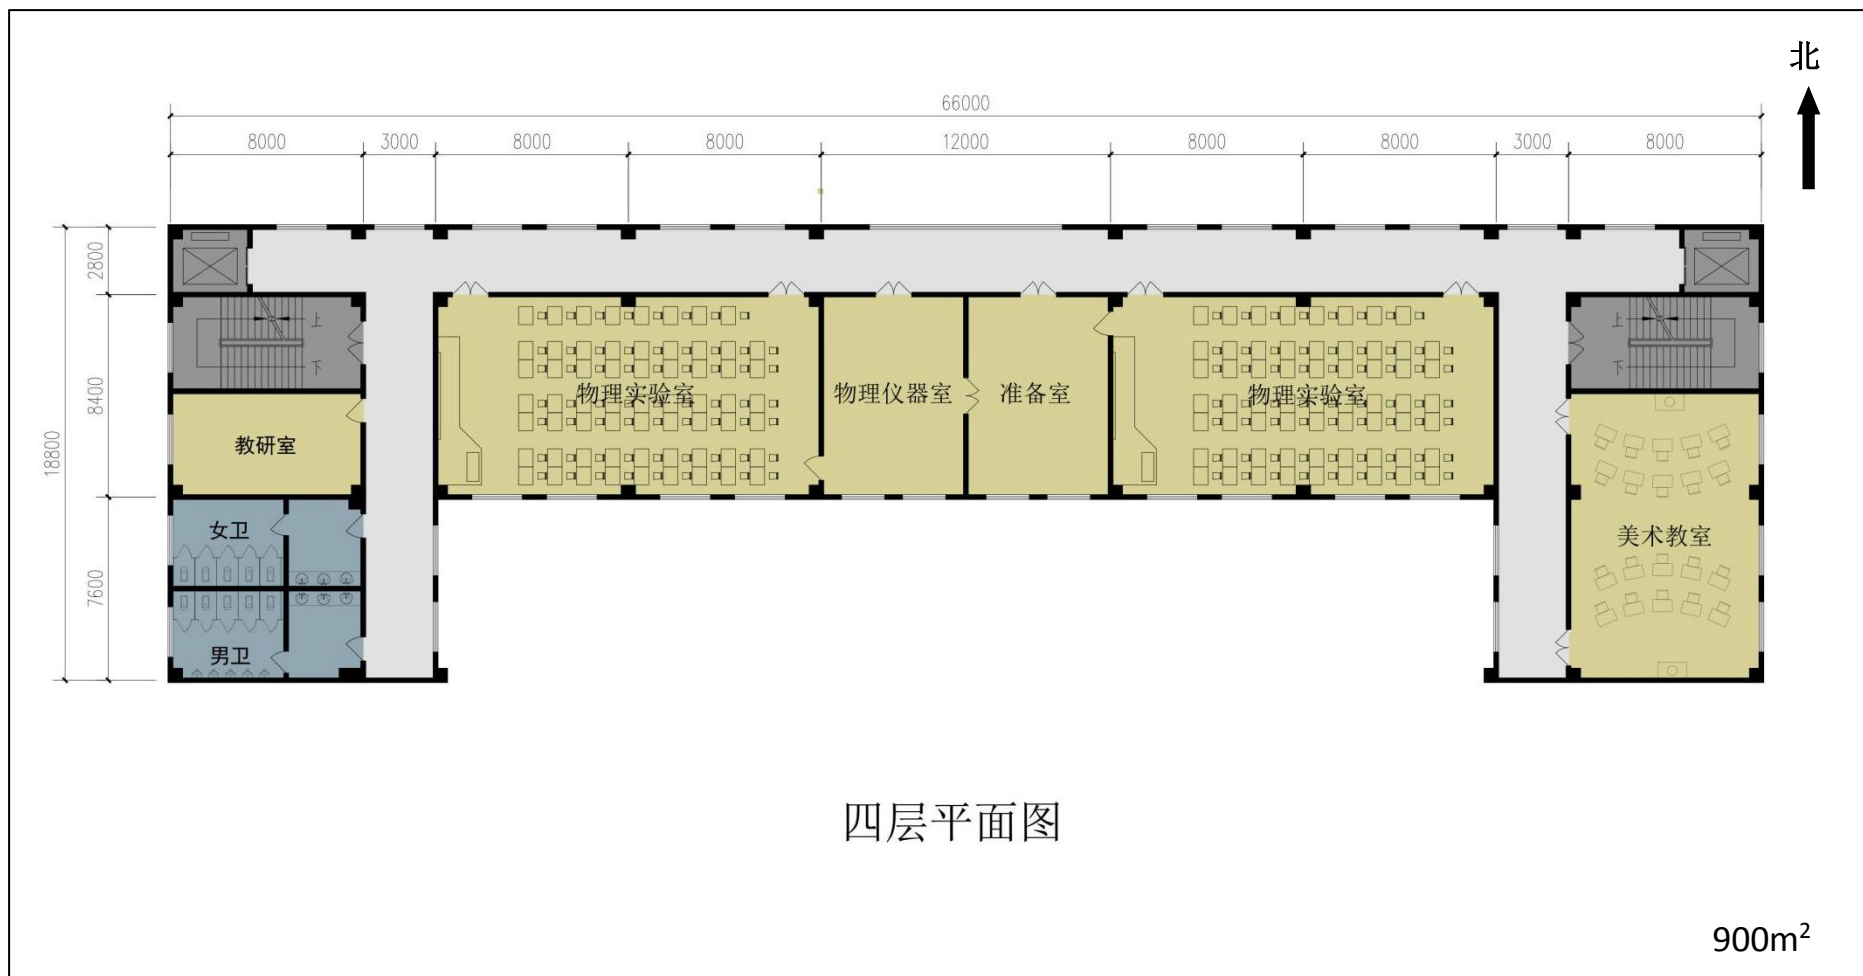 北
66000
8000 3000 8000 8000 12000 8000 8000 3000 8000
2800
8400
18800
7600
上
下
上
下
物理实验室 物理仪器室 准备室 物理实验室
教研室
女卫
美术教室
男卫
四层平面图
900m²